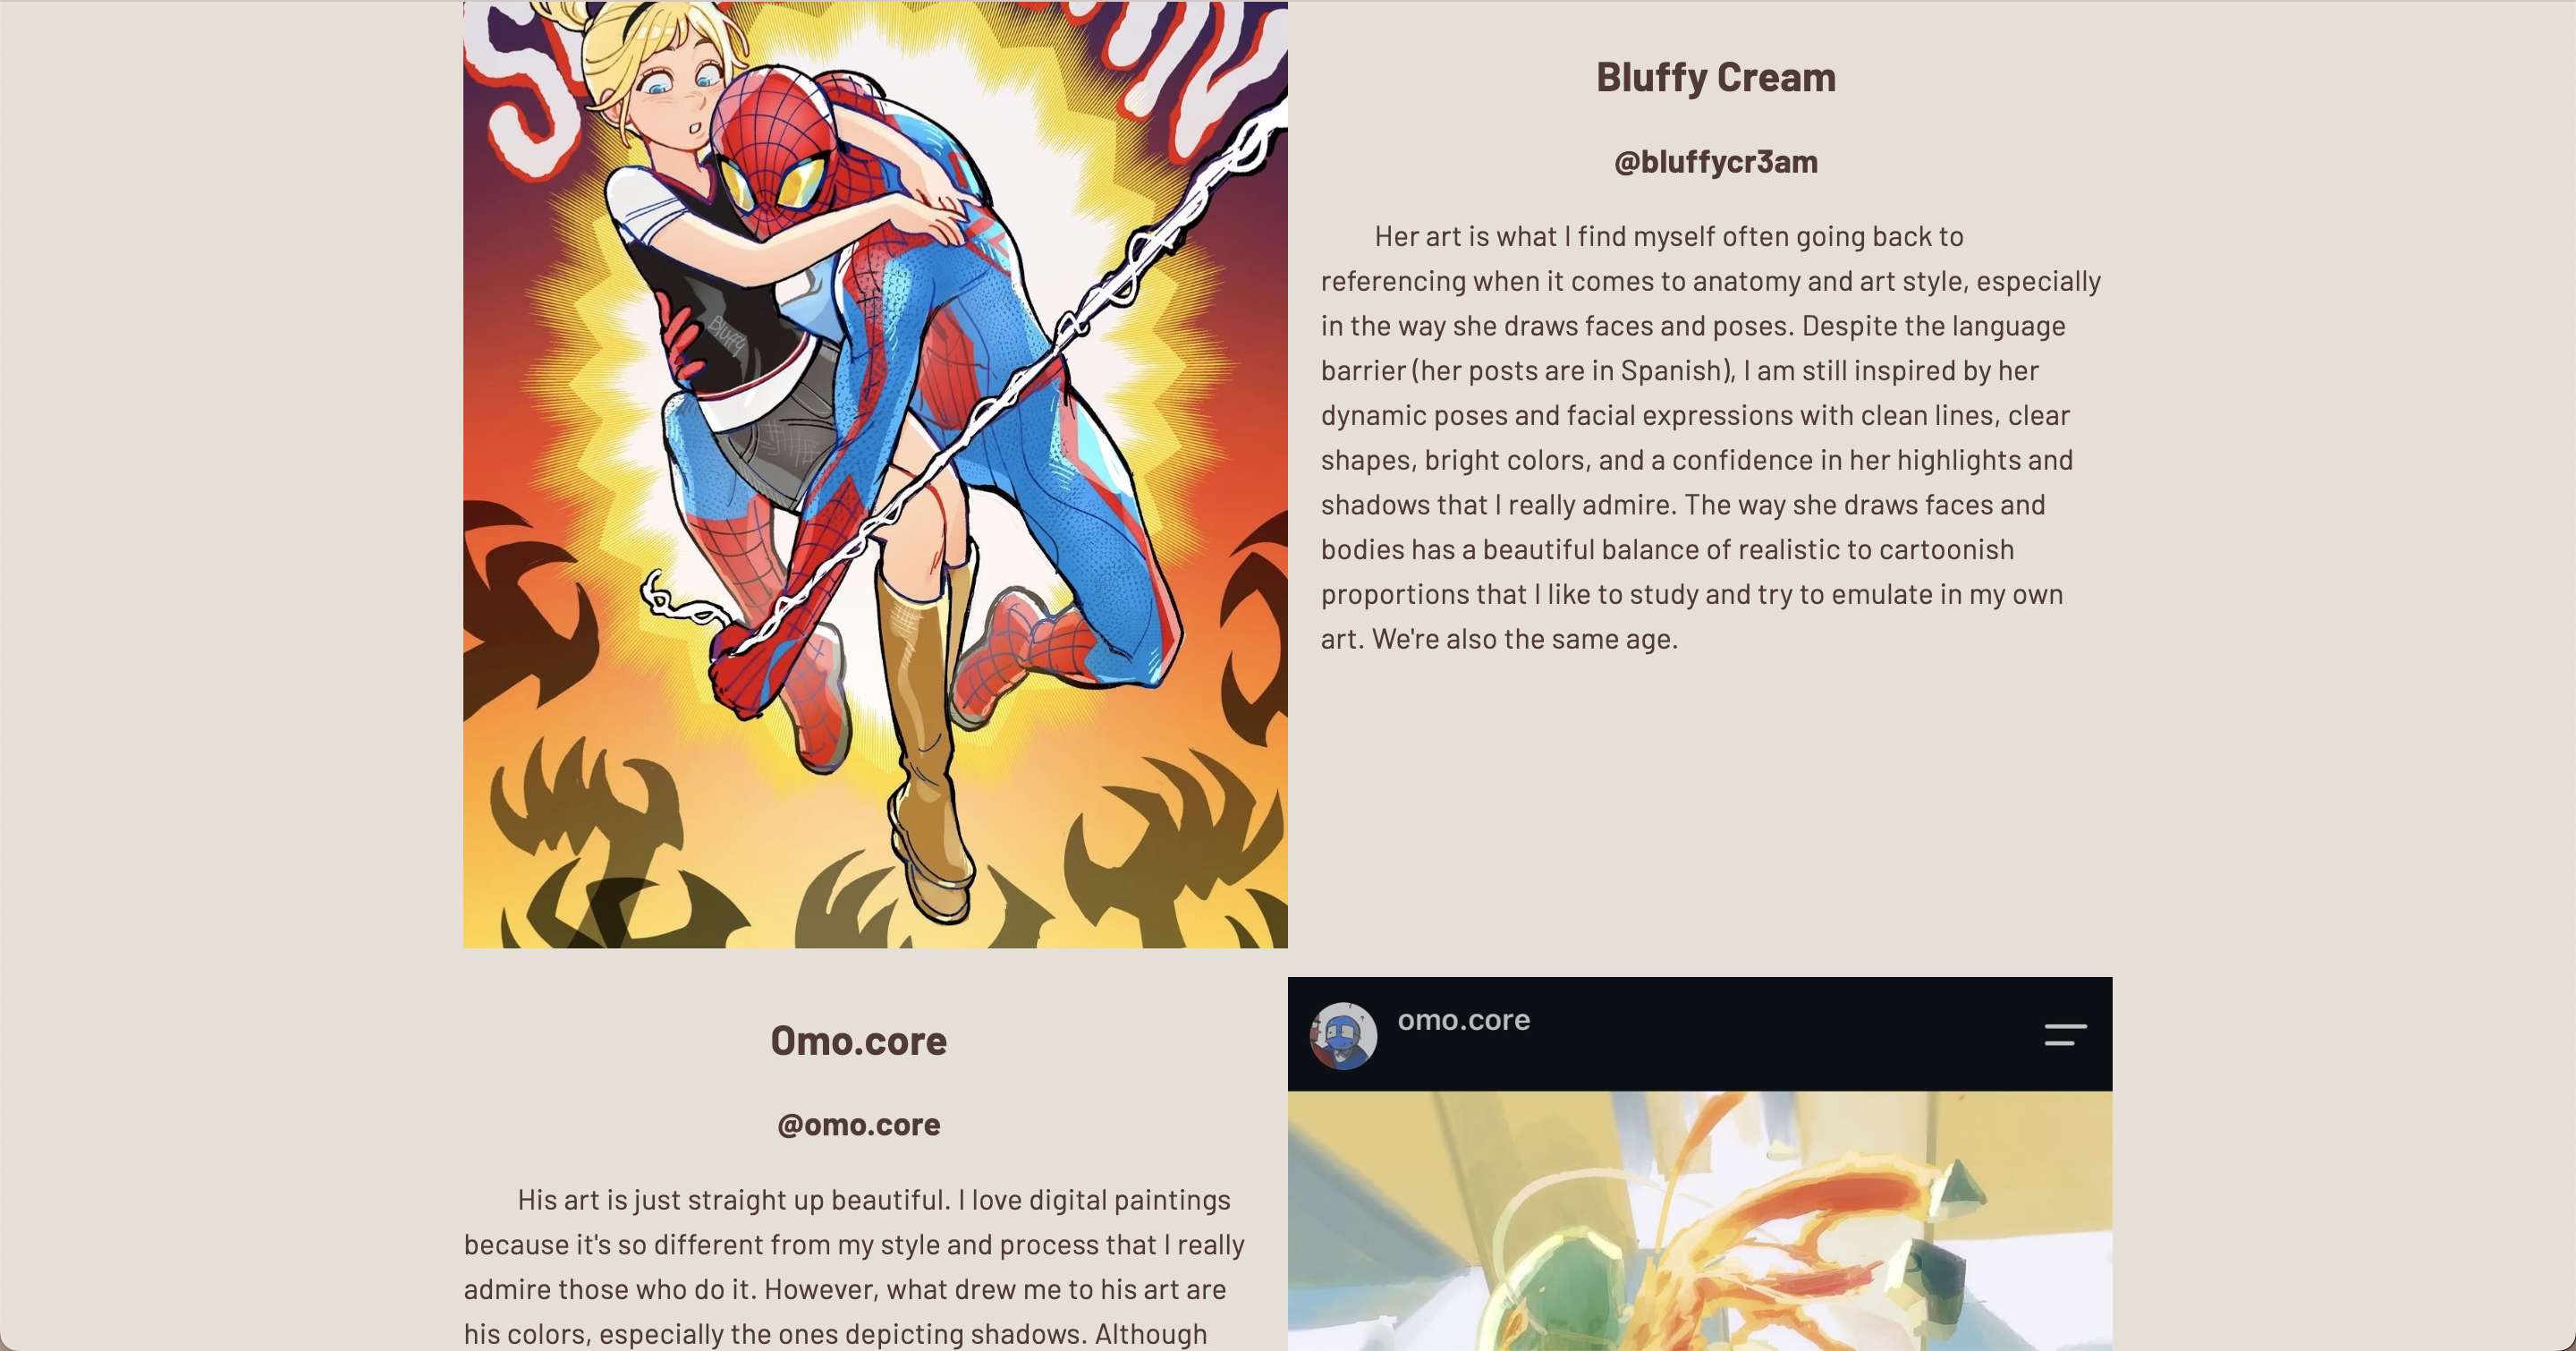 Bluffy Cream
@bluffycr3am
Her art is what I find myself often going back to
referencing when it comes to anatomy and art style, especially
in the way she draws faces and poses. Despite the language
barrier (her posts are in Spanish), I am still inspired by her
dynamic poses and facial expressions with clean lines, clear
shapes, bright colors, and a confidence in her highlights and
shadows that I really admire. The way she draws faces and
bodies has a beautiful balance of realistic to cartoonish
proportions that I like to study and try to emulate in my own
art. We're also the same age.
Bluffy
Omo.core
@omo.core
His art is just straight up beautiful. I love digital paintings
because it's so different from my style and process that I really
admire those who do it. However, what drew me to his art are
his colors, especially the ones depicting shadows. Although
omo.core